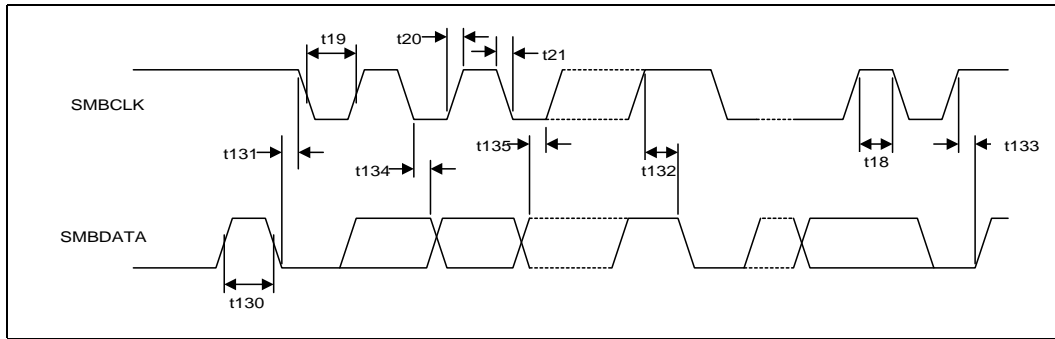 t19
t20
t21
SMBCLK
t131
t134
t135
t132
t18
t133
SMBDATA
t130